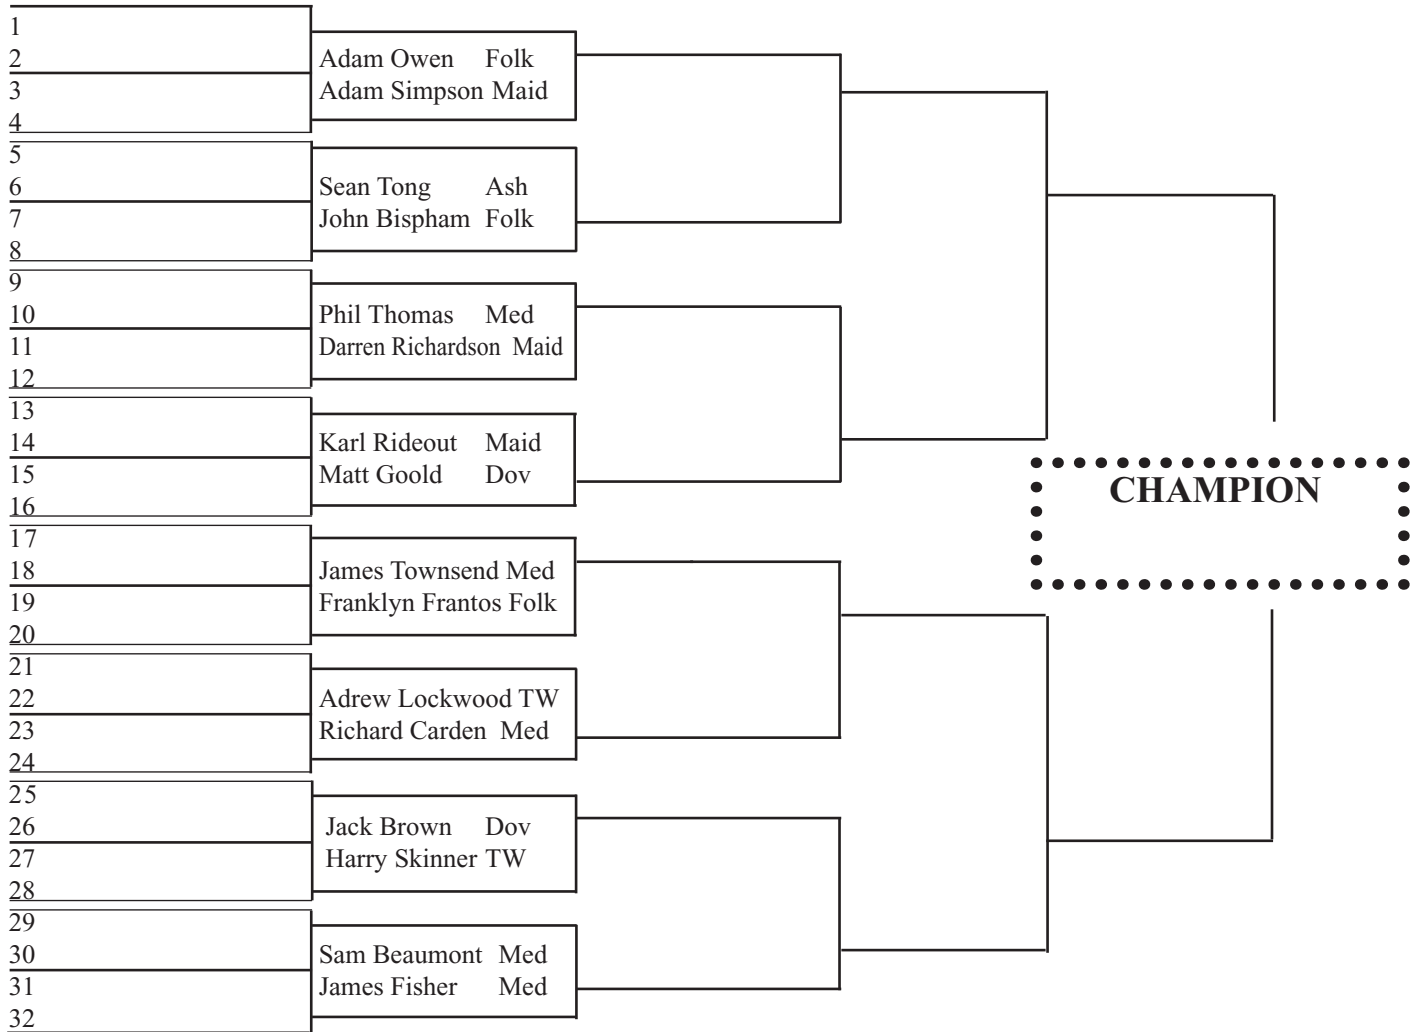 1
2
3
4
Adam Owen Folk
Adam Simpson Maid
5
6
7
8
Sean Tong Ash
John Bispham Folk
9
10
11
12
Phil Thomas Med
Darren Richardson Maid
13
14
15
16
Karl Rideout Maid
Matt Goold Dov
17
18
19
20
James Townsend Med
Franklyn Frantos Folk
21
22
23
24
Adrew Lockwood TW
Richard Carden Med
25
26
27
28
Jack Brown Dov
Harry Skinner TW
29
30
31
32
Sam Beaumont Med
James Fisher Med
CHAMPION